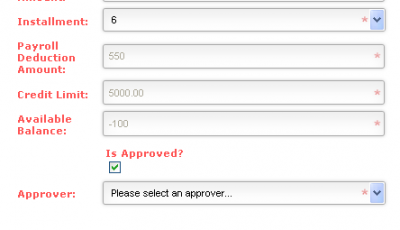 Installment: 6 *
Payroll
Deduction
Amount: 550 *
Credit Limit: 5000.00 *
Available
Balance: -100 *
Is Approved?
Approver: Please select an approver... *